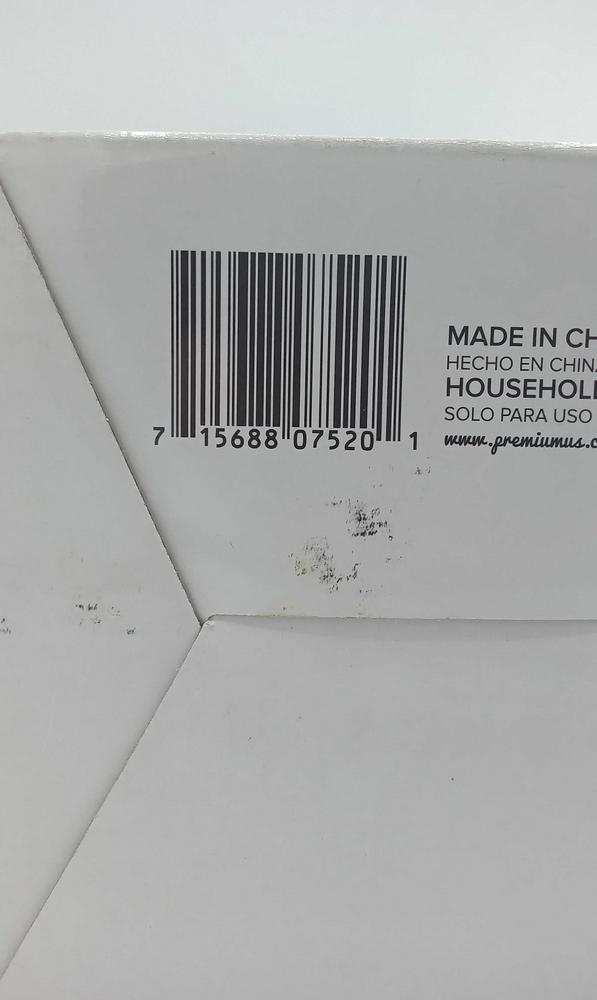 7 15688 07520 1
MADE IN CH
HECHO EN CHINA
HOUSEHOL
SOLO PARA USO
www.premiumus.c